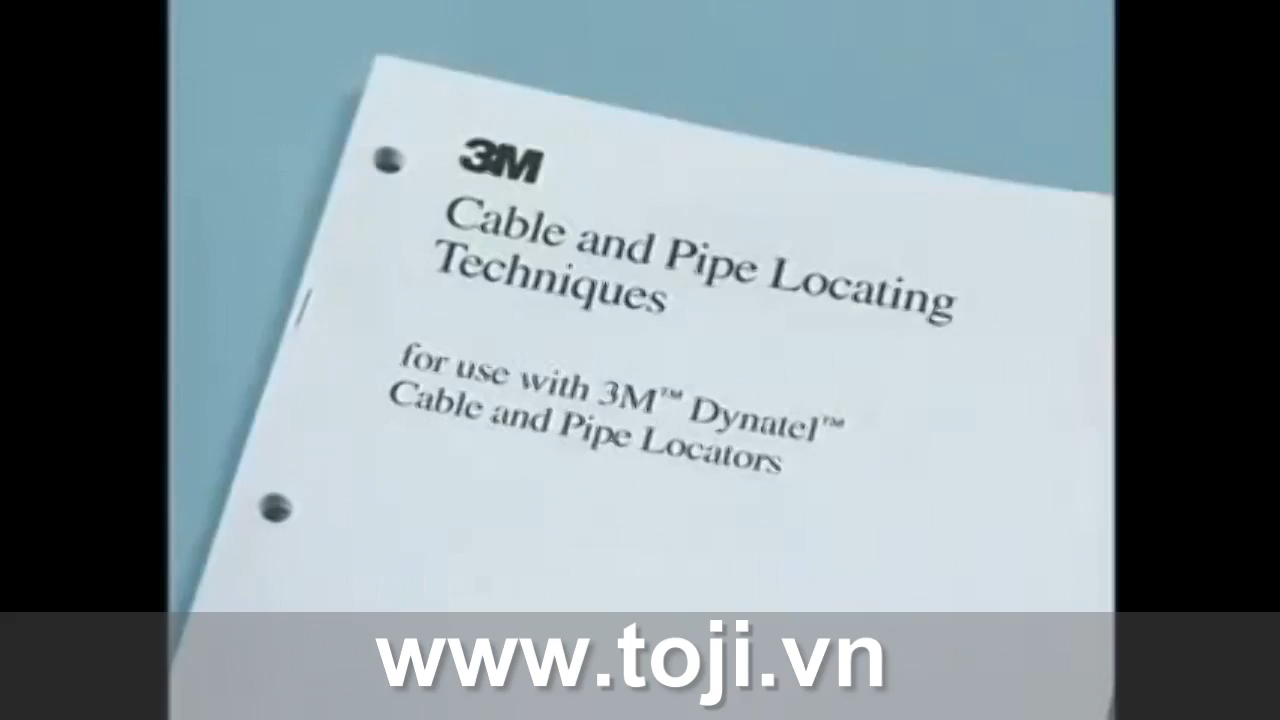 3M
Cable and Pipe Locating
Techniques
for use with 3M™ Dynatel™
Cable and Pipe Locators
www.toji.vn